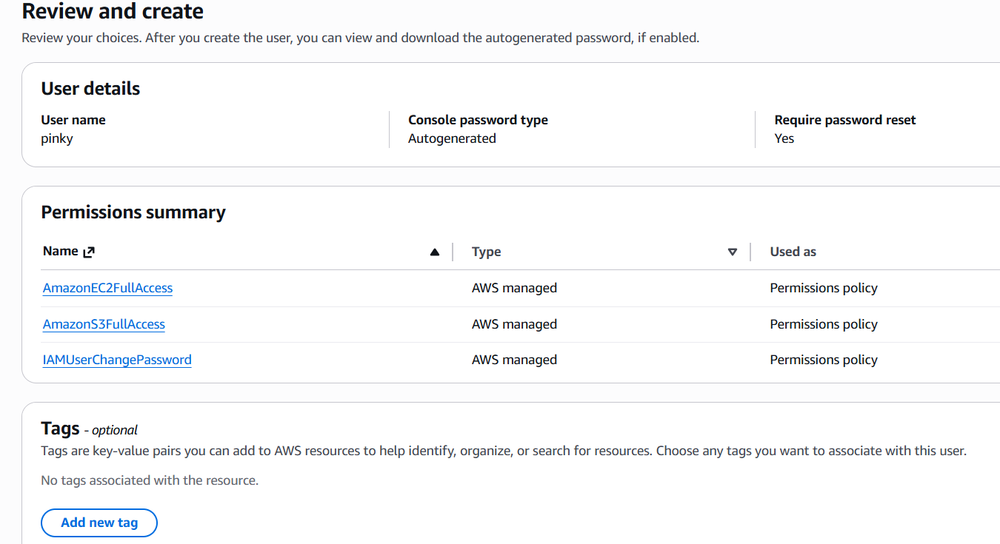 Review and create
Review your choices. After you create the user, you can view and download the autogenerated password, if enabled.
User details
User name
Console password type
Require password reset
pinky
Autogenerated
Yes
Permissions summary
Name
Type
Used as
AmazonEC2FullAccess
AWS managed
Permissions policy
AmazonS3FullAccess
AWS managed
Permissions policy
IAMUserChangePassword
AWS managed
Permissions policy
Tags - optional
Tags are key-value pairs you can add to AWS resources to help identify, organize, or search for resources. Choose any tags you want to associate with this user.
No tags associated with the resource.
Add new tag